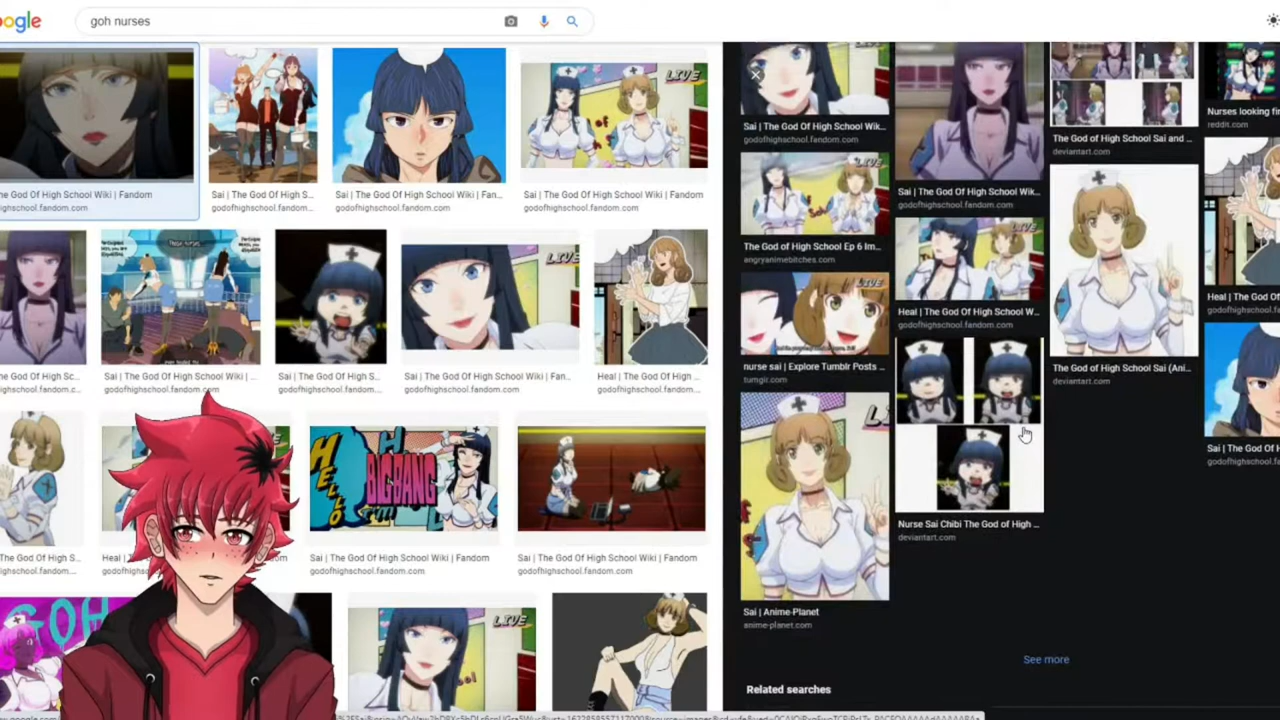 oogle
goh nurses
The God Of High School Wiki | Fandom
highschool.fandom.com
Sai | The God Of High S...
godofhighschool.fandom...
Sai | The God Of High School Wiki | Fan...
godofhighschool.fandom.com
LIVE
Sai | The God Of High School Wiki | Fandom
godofhighschool.fandom.com
The God Of High Sc...
highschool.fandom.c...
Sai | The God Of High School Wiki | ...
godofhighschool.fandom.com
Sai | The God Of High S...
godofhighschool.fandom...
LIVE
Sai | The God Of High School Wiki | Fan...
godofhighschool.fandom.com
Heal | The God Of High ...
godofhighschool.fandom...
The God Of High S...
highschool.fandom...
Heal |
HELLO
BIGBANG
Sai | The God Of High School Wiki | Fandom
godofhighschool.fandom.com
Sai | The God Of High School Wiki | Fandom
godofhighschool.fandom.com
GOH
LIVE
Sai | The God Of High School Wik...
godofhighschool.fandom.com
LIVE
The God of High School Ep 6 Im...
angryanimebitches.com
LIVE
nurse sai | Explore Tumblr Posts ...
tumgir.com
Sai | Anime-Planet
anime-planet.com
Sai | The God Of High School Wik...
godofhighschool.fandom.com
LIVE
Heal | The God Of High School W...
godofhighschool.fandom.com
Nurse Sai Chibi The God of High ...
deviantart.com
The God of High School Sai and ...
deviantart.com
The God of High School Sai (Ani...
deviantart.com
Nurses looking fi
reddit.com
Heal | The God Of
godofhighschool.f
Sai | The God Of H
godofhighschool.f
See more
Related searches